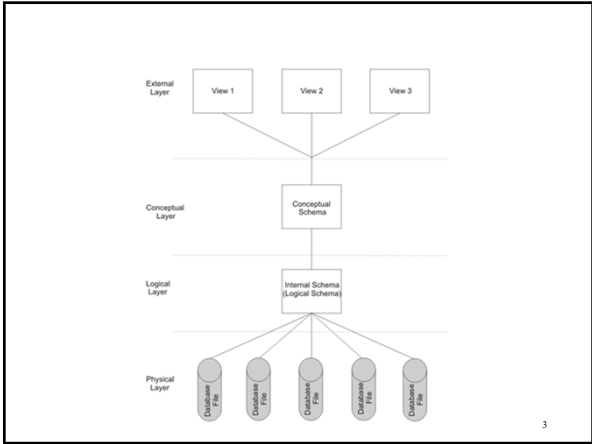 External
Layer
View 1
View 2
View 3
Conceptual
Layer
Conceptual
Schema
Logical
Layer
Internal Schema
(Logical Schema)
Physical
Layer
Database
File
Database
File
Database
File
Database
File
Database
File
3